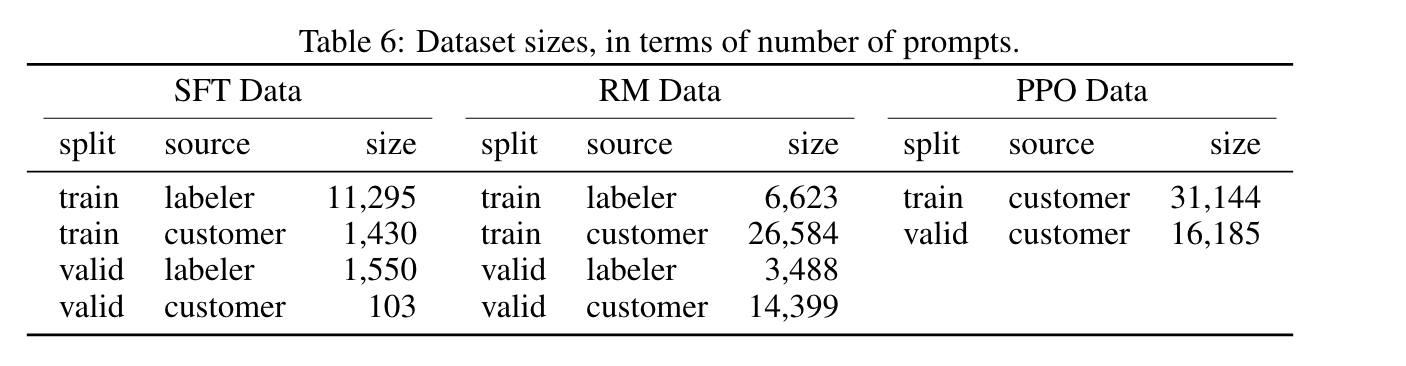 Table 6: Dataset sizes, in terms of number of prompts.
SFT Data RM Data PPO Data
split source size split source size split source size
train labeler 11,295 train labeler 6,623 train customer 31,144
train customer 1,430 train customer 26,584 valid customer 16,185
valid labeler 1,550 valid labeler 3,488
valid customer 103 valid customer 14,399